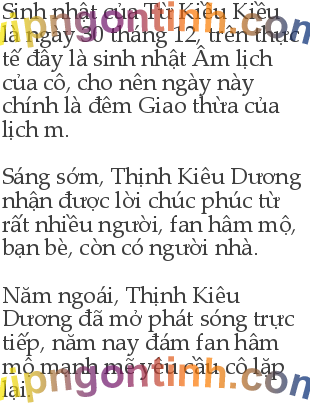 Sinh nhật của Từ Kiều Kiều
là ngày 30 tháng 12, trên thực
tế đây là sinh nhật Âm lịch
của cô, cho nên ngày này
chính là đêm Giao thừa của
lịch m.
Sáng sớm, Thịnh Kiêu Dương
nhận được lời chúc phúc từ
rất nhiều người, fan hâm mộ,
bạn bè, còn có người nhà.
Năm ngoái, Thịnh Kiêu
Dương đã mở phát sóng trực
tiếp, năm nay đám fan hâm
mộ mạnh mẽ yêu cầu cô lặp
lại.